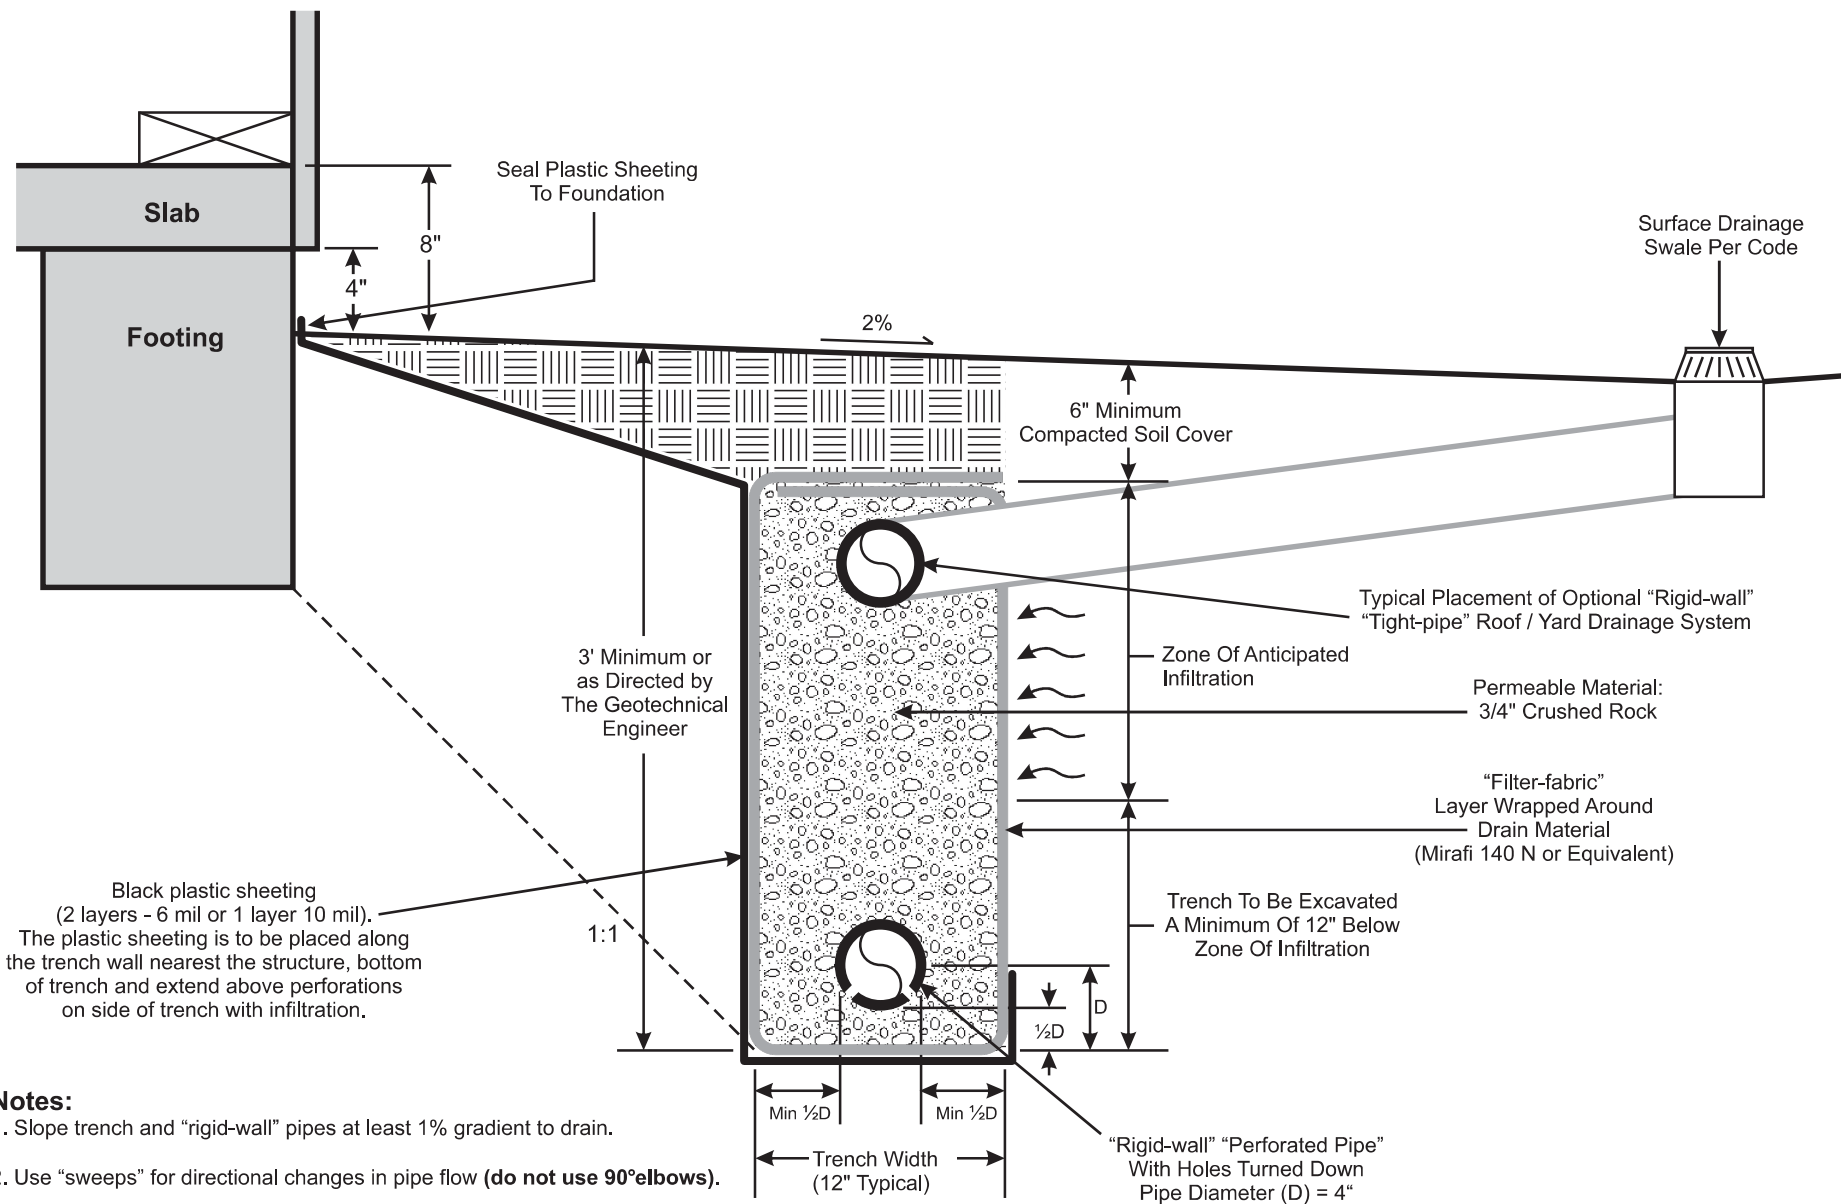 Seal Plastic Sheeting
To Foundation
Slab
8"
4"
Footing
2%
Surface Drainage
Swale Per Code
6" Minimum
Compacted Soil Cover
Typical Placement of Optional “Rigid-wall”
“Tight-pipe” Roof / Yard Drainage System
Zone Of Anticipated
Infiltration
3' Minimum or
as Directed by
The Geotechnical
Engineer
Permeable Material:
3/4" Crushed Rock
“Filter-fabric”
Layer Wrapped Around
Drain Material
(Mirafi 140 N or Equivalent)
Black plastic sheeting
(2 layers - 6 mil or 1 layer 10 mil).
The plastic sheeting is to be placed along
the trench wall nearest the structure, bottom
of trench and extend above perforations
on side of trench with infiltration.
1:1
Trench To Be Excavated
A Minimum Of 12" Below
Zone Of Infiltration
D
½D
Min ½D
Min ½D
Trench Width
(12" Typical)
“Rigid-wall” “Perforated Pipe”
With Holes Turned Down
Pipe Diameter (D) = 4“
Notes:
. Slope trench and “rigid-wall” pipes at least 1% gradient to drain.
2. Use “sweeps” for directional changes in pipe flow (do not use 90°elbows).